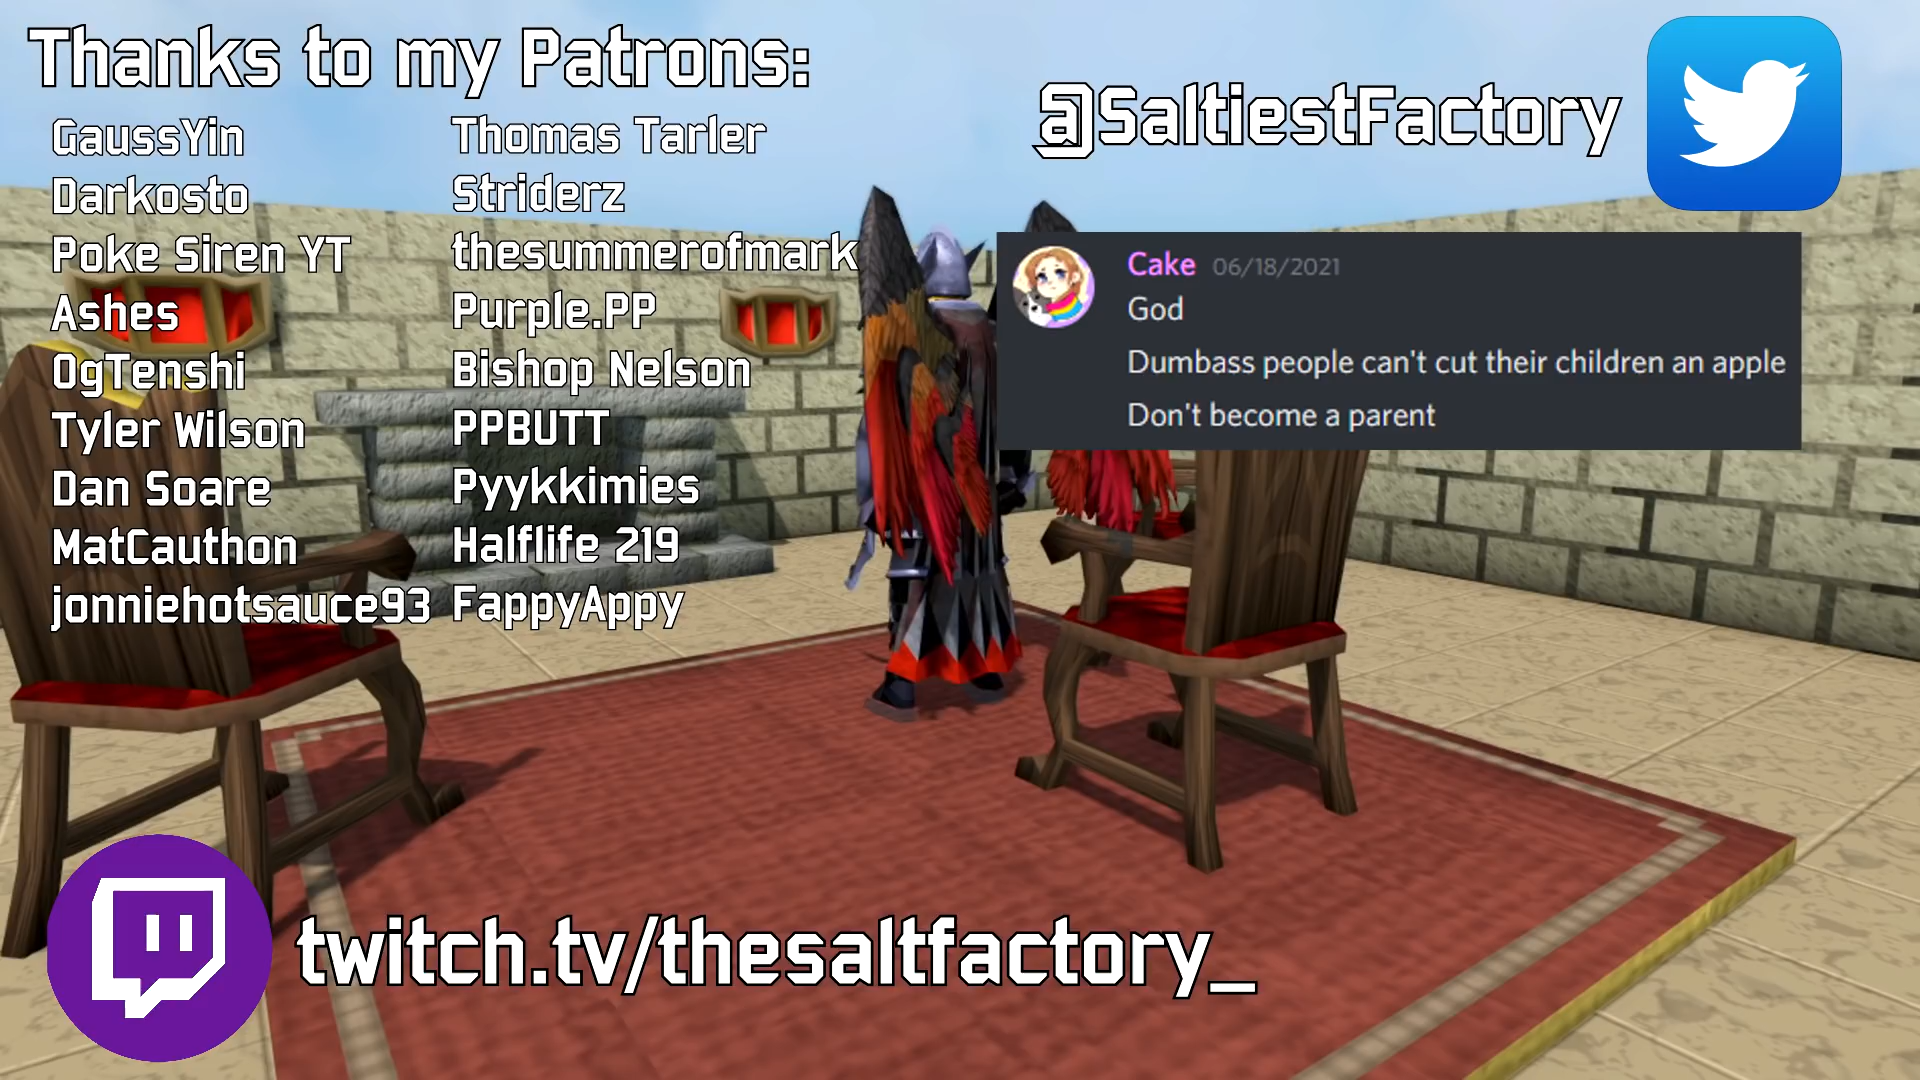 Thanks to my Patrons:
GaussYin
Darkosto
Poke Siren YT
Ashes
OgTenshi
Tyler Wilson
Dan Soare
MatCauthon
jonniehotsauce93
Thomas Tarler
Striderz
thesummerofmark
Purple.PP
Bishop Nelson
PPBUTT
Pyykkimies
Halflife 219
FappyAppy
@SaltiestFactory
Cake 06/18/2021
God
Dumbass people can't cut their children an apple
Don't become a parent
twitch.tv/thesaltfactory_